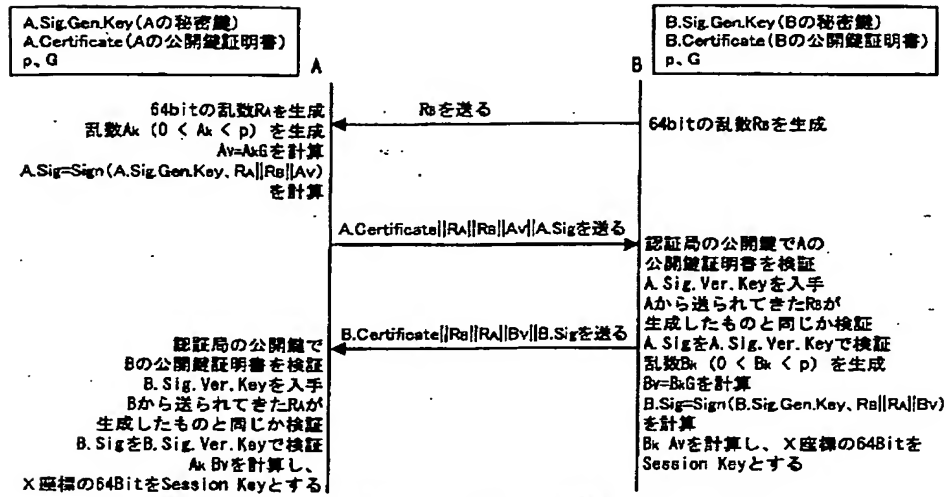 A.Sig.Gen.Key(Aの秘密鍵)
A.Certificate(Aの公開鍵証明書)
p、G
A
B
B.Sig.Gen.Key(Bの秘密鍵)
B.Certificate(Bの公開鍵証明書)
p、G
64bitの乱数RAを生成
乱数Ak (0 < Ak < p) を生成
Av=AkGを計算
A.Sig=Sign(A.Sig.Gen.Key、RA||RB||Av)
を計算
RBを送る
64bitの乱数RBを生成
A.Certificate||RA||RB||Av||A.Sigを送る
認証局の公開鍵でAの
公開鍵証明書を検証
A.Sig.Ver.Keyを入手
Aから送られてきたRBが
生成したものと同じか検証
A.SigをA.Sig.Ver.Keyで検証
乱数Bk (0 < Bk < p) を生成
Bv=BkGを計算
B.Sig=Sign(B.Sig.Gen.Key、RB||RA||Bv)
を計算
Bk Avを計算し、X座標の64Bitを
Session Keyとする
B.Certificate||RB||RA||Bv||B.Sigを送る
認証局の公開鍵で
Bの公開鍵証明書を検証
B.Sig.Ver.Keyを入手
Bから送られてきたRAが
生成したものと同じか検証
B.SigをB.Sig.Ver.Keyで検証
Ak Bvを計算し、
X座標の64BitをSession Keyとする